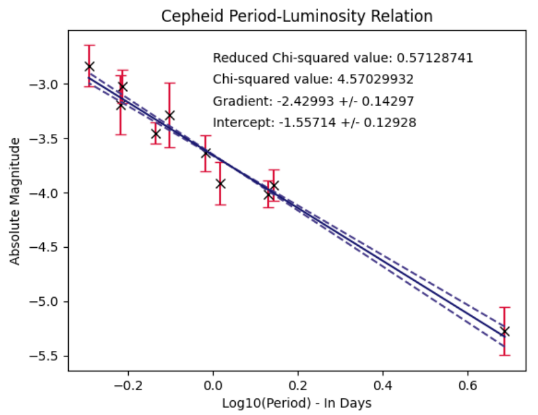 Cepheid Period-Luminosity Relation
Reduced Chi-squared value: 0.57128741
Chi-squared value: 4.57029932
Gradient: -2.42993 +/- 0.14297
Intercept: -1.55714 +/- 0.12928
Absolute Magnitude
−3.0
−3.5
−4.0
−4.5
−5.0
−5.5
−0.2 0.0 0.2 0.4 0.6
Log10(Period) - In Days